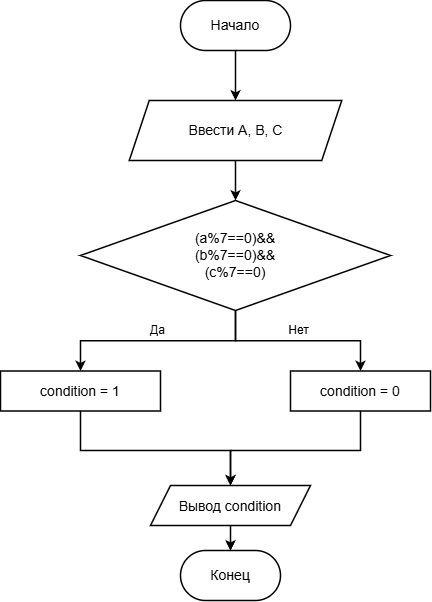 Начало
Ввести A, B, C
(a%7==0)&&
(b%7==0)&&
(c%7==0)
Да
Нет
condition = 1
condition = 0
Вывод condition
Конец